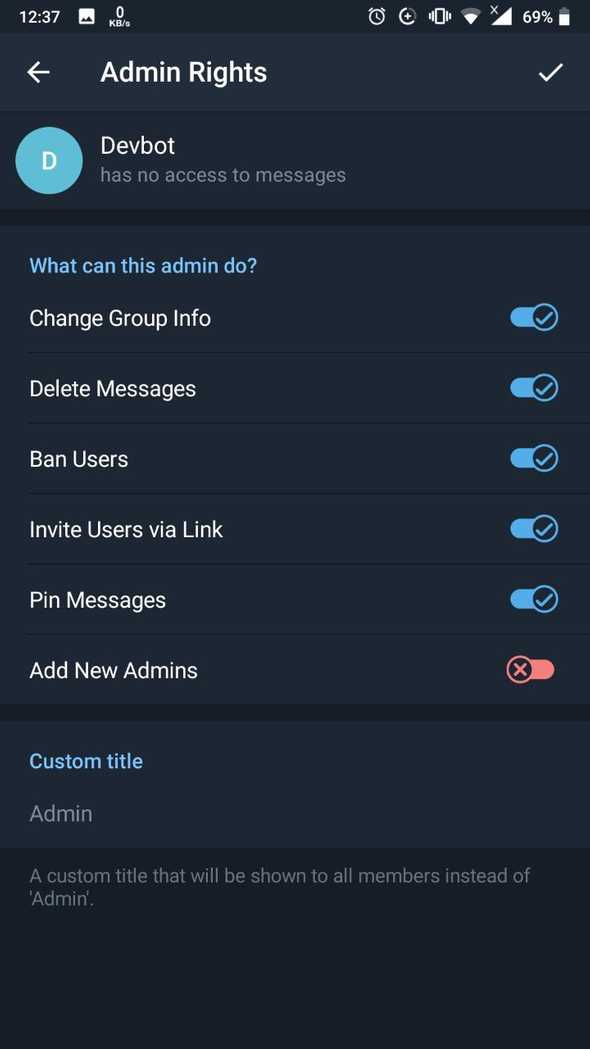 12:37 0 KB/s 69%
Admin Rights
D
Devbot
has no access to messages
What can this admin do?
Change Group Info
Delete Messages
Ban Users
Invite Users via Link
Pin Messages
Add New Admins
Custom title
Admin
A custom title that will be shown to all members instead of
'Admin'.